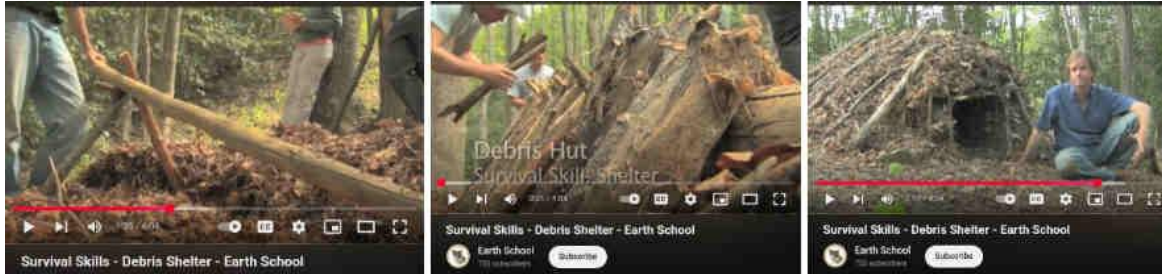 Survival Skills - Debris Shelter - Earth School
Debris Hut
Survival Skill, Shelter
Survival Skills - Debris Shelter - Earth School
Earth School
Subscribe
Survival Skills - Debris Shelter - Earth School
Earth School
Subscribe